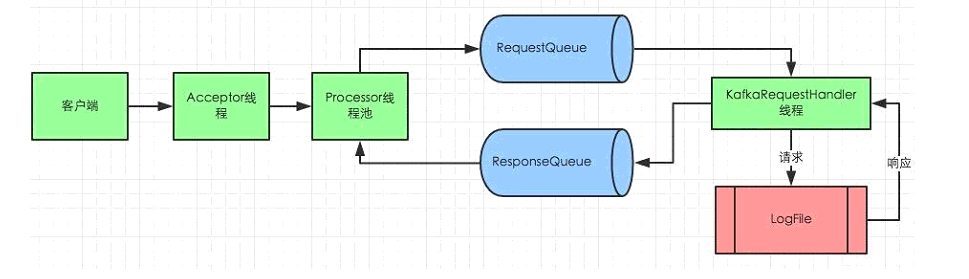 RequestQueue
客户端
Acceptor线
程
Processor线
程池
KafkaRequestHandler
线程
ResponseQueue
请求
响应
LogFile